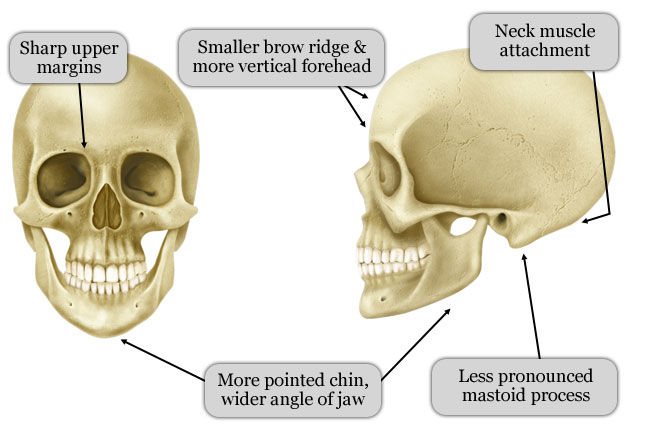 Sharp upper
margins
Smaller brow ridge &
more vertical forehead
Neck muscle
attachment
More pointed chin,
wider angle of jaw
Less pronounced
mastoid process